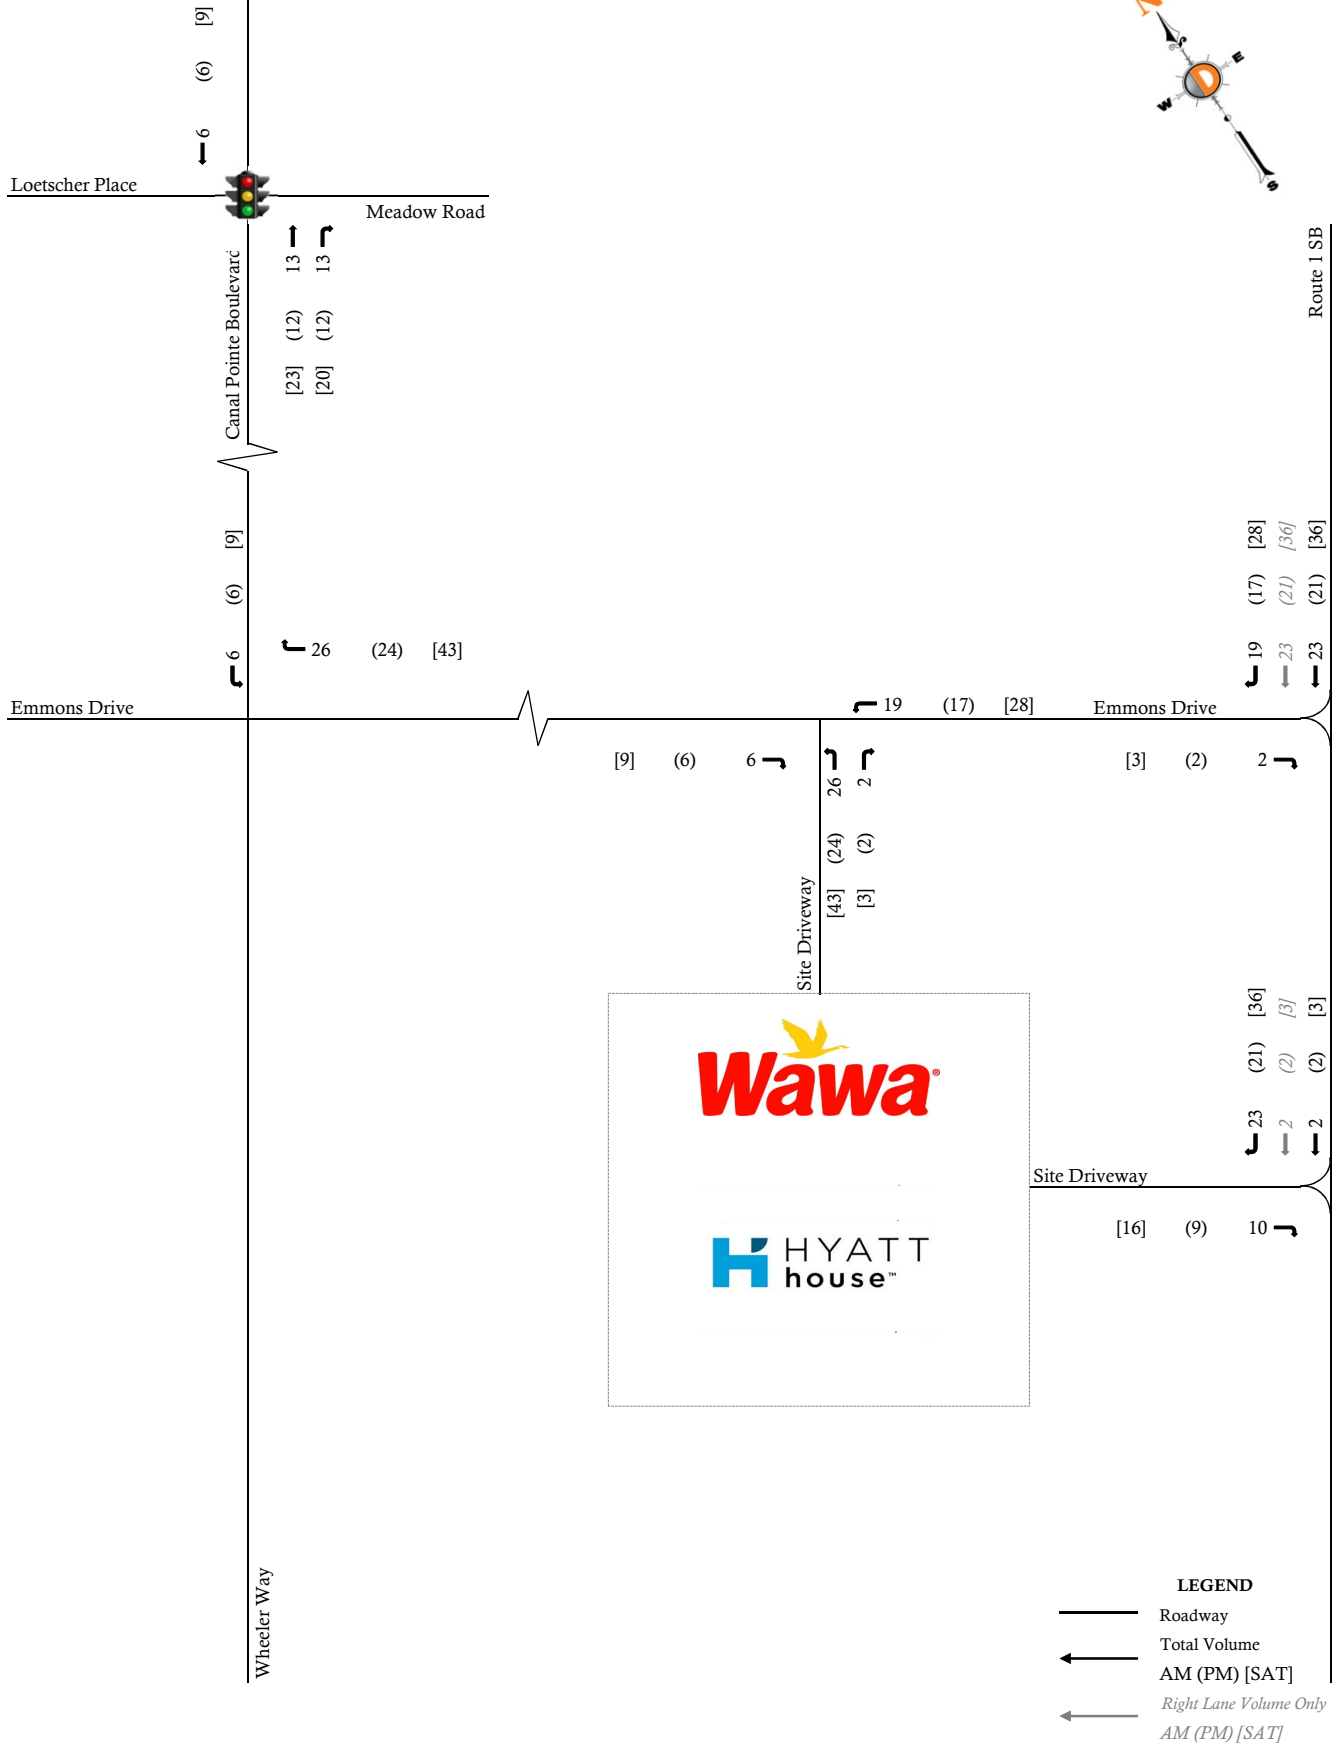 N
E
W
S
[9]
(6)
6
Loetscher Place
Meadow Road
Canal Pointe Boulevard
13 (12) [23]
13 (12) [20]
Route 1 SB
[9]
(6)
6
26 (24) [43]
[28] [36] [36]
(17) (21) (21)
19 23 23
Emmons Drive
19 (17) [28]
Emmons Drive
[9] (6) 6
26 (24) [43]
2 (2) [3]
[3] (2) 2
Site Driveway
[36] [3] [3]
(21) (2) (2)
23 2 2
Wawa®
Site Driveway
[16] (9) 10
HYATT
house™
Wheeler Way
LEGEND
Roadway
Total Volume
AM (PM) [SAT]
Right Lane Volume Only
AM (PM) [SAT]